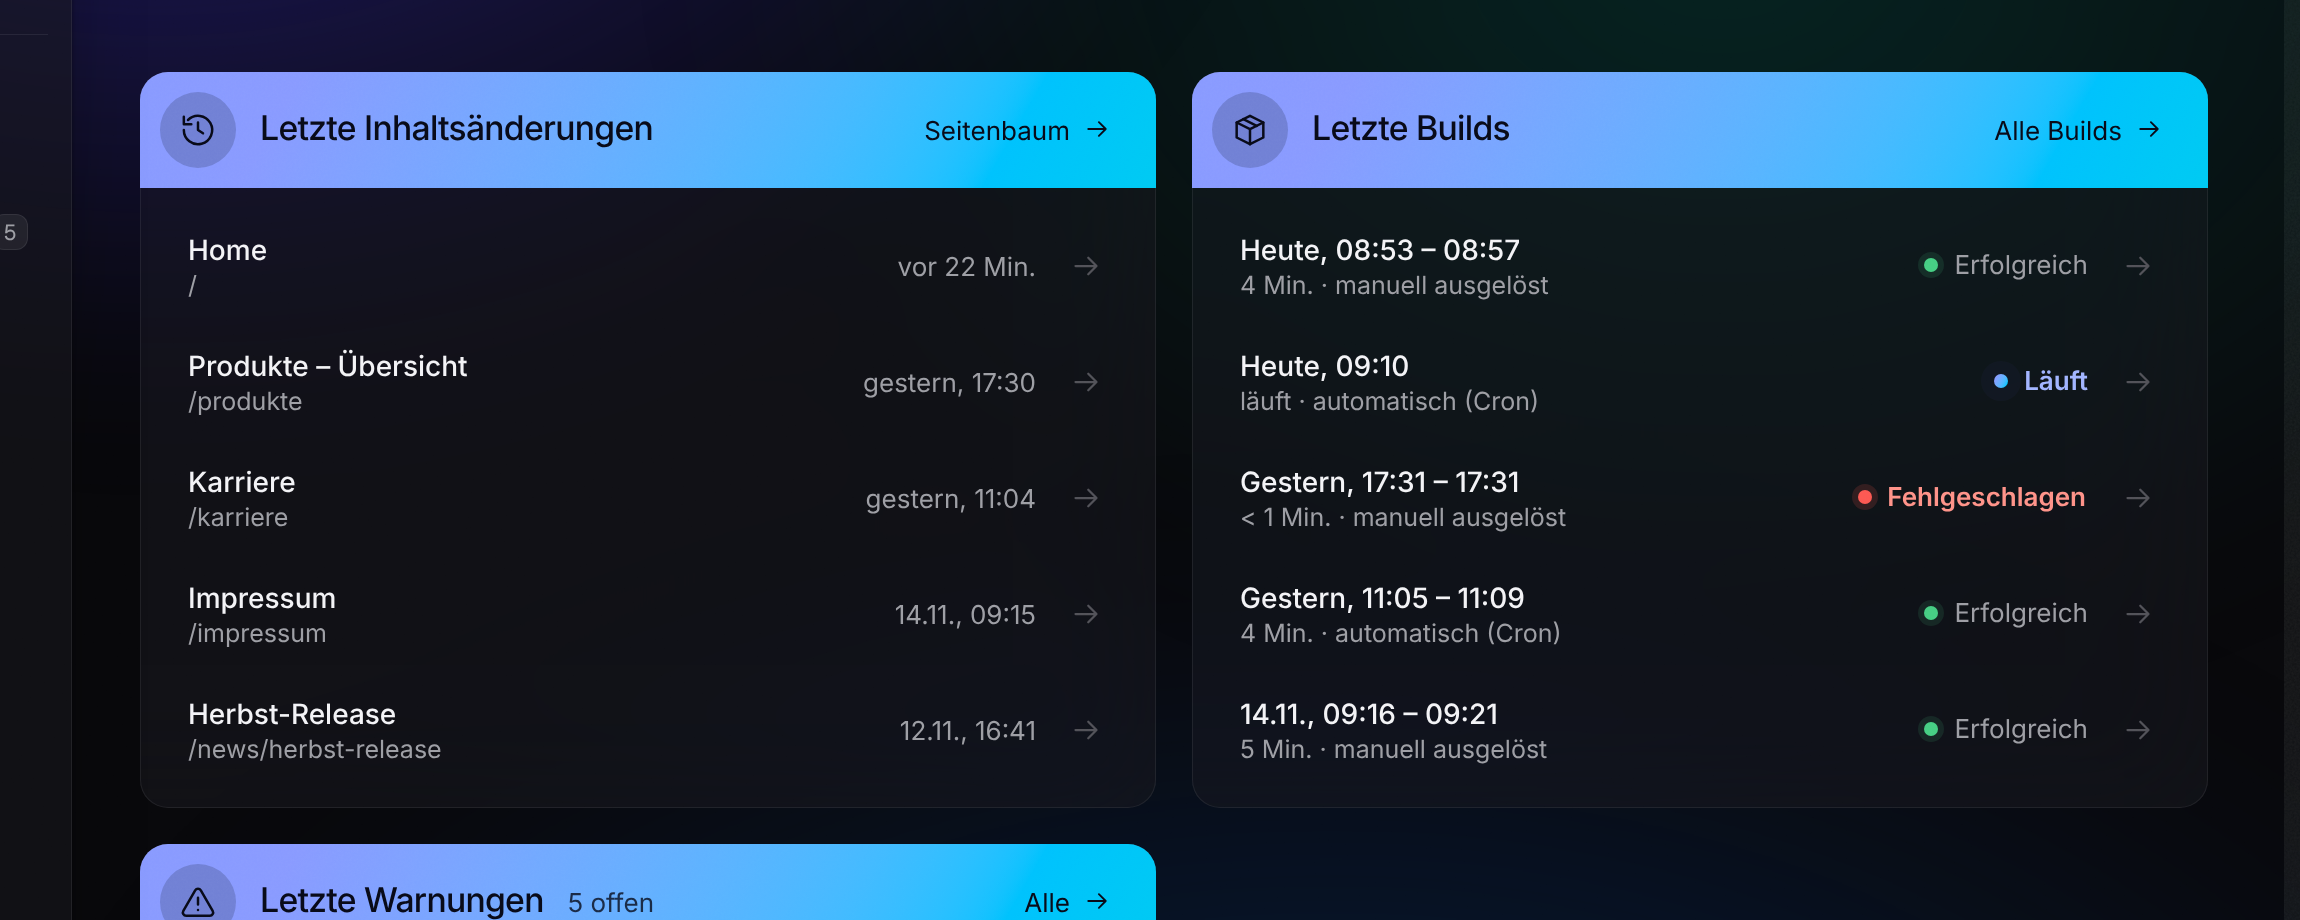 5
Letzte Inhaltsänderungen
Seitenbaum →
Home
/
vor 22 Min. →
Produkte – Übersicht
/produkte
gestern, 17:30 →
Karriere
/karriere
gestern, 11:04 →
Impressum
/impressum
14.11., 09:15 →
Herbst-Release
/news/herbst-release
12.11., 16:41 →
Letzte Builds
Alle Builds →
Heute, 08:53 – 08:57
4 Min. · manuell ausgelöst
Erfolgreich →
Heute, 09:10
läuft · automatisch (Cron)
Läuft →
Gestern, 17:31 – 17:31
< 1 Min. · manuell ausgelöst
Fehlgeschlagen →
Gestern, 11:05 – 11:09
4 Min. · automatisch (Cron)
Erfolgreich →
14.11., 09:16 – 09:21
5 Min. · manuell ausgelöst
Erfolgreich →
Letzte Warnungen 5 offen
Alle →